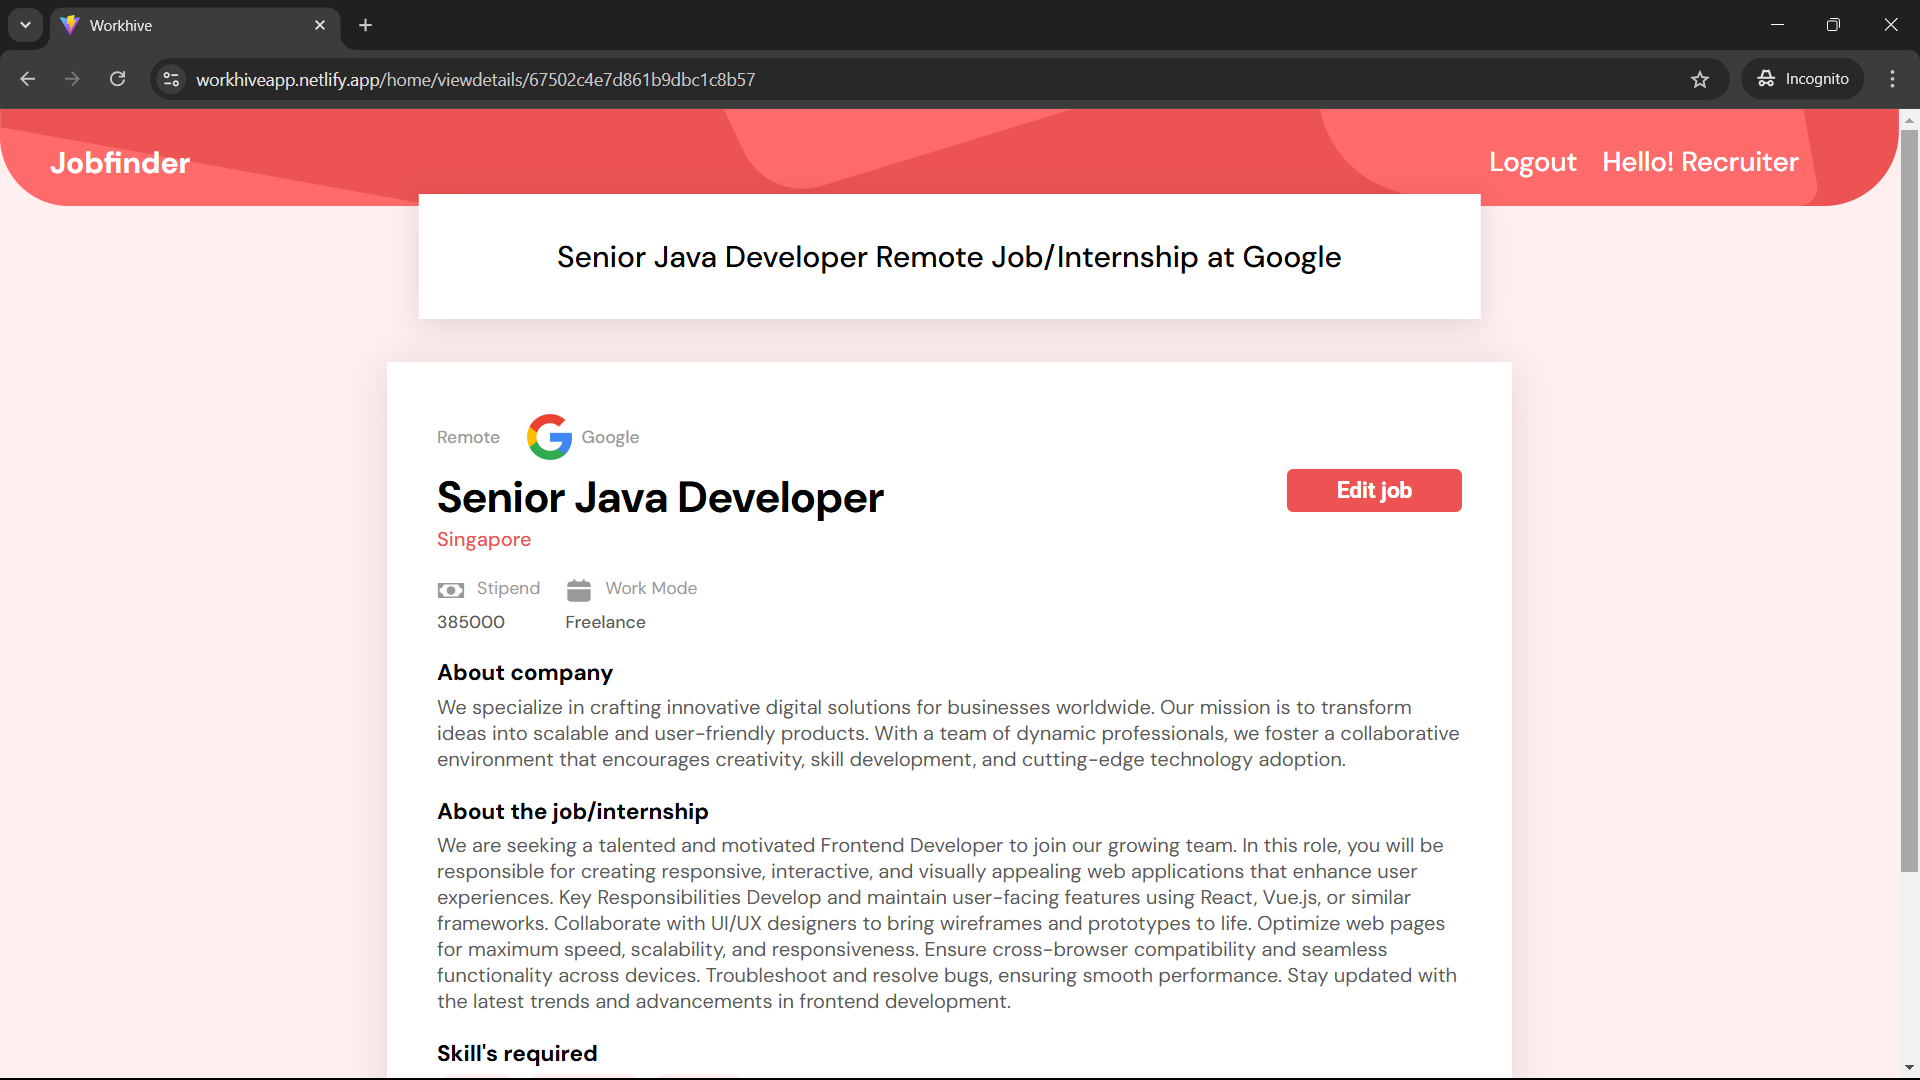 Workhive
workhiveapp.netlify.app/home/viewdetails/67502c4e7d861b9dbc1c8b57
Incognito
Jobfinder
Logout
Hello! Recruiter
Senior Java Developer Remote Job/Internship at Google
Remote
Google
Senior Java Developer
Edit job
Singapore
Stipend
Work Mode
385000
Freelance
About company
We specialize in crafting innovative digital solutions for businesses worldwide. Our mission is to transform
ideas into scalable and user-friendly products. With a team of dynamic professionals, we foster a collaborative
environment that encourages creativity, skill development, and cutting-edge technology adoption.
About the job/internship
We are seeking a talented and motivated Frontend Developer to join our growing team. In this role, you will be
responsible for creating responsive, interactive, and visually appealing web applications that enhance user
experiences. Key Responsibilities Develop and maintain user-facing features using React, Vue.js, or similar
frameworks. Collaborate with UI/UX designers to bring wireframes and prototypes to life. Optimize web pages
for maximum speed, scalability, and responsiveness. Ensure cross-browser compatibility and seamless
functionality across devices. Troubleshoot and resolve bugs, ensuring smooth performance. Stay updated with
the latest trends and advancements in frontend development.
Skill's required